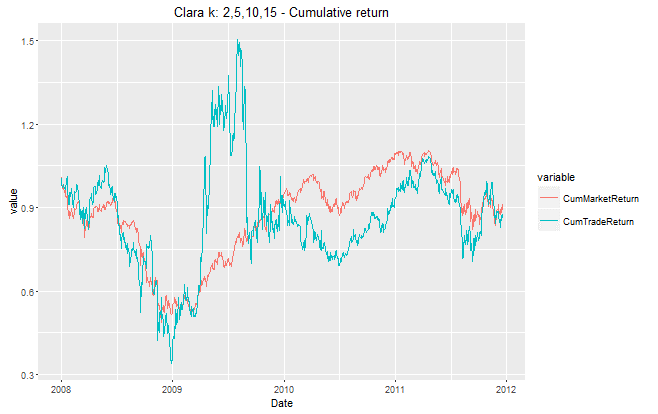 Clara k: 2,5,10,15 - Cumulative return
1.5
1.2
0.9
0.6
0.3
value
2008 2009 2010 2011 2012
Date
variable
CumMarketReturn
CumTradeReturn